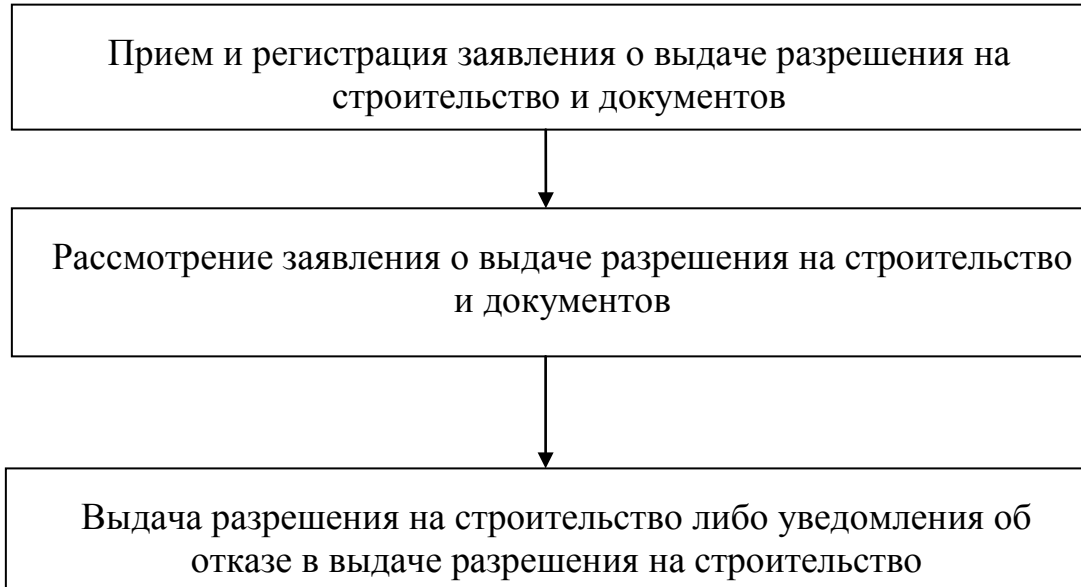 Прием и регистрация заявления о выдаче разрешения на
строительство и документов
Рассмотрение заявления о выдаче разрешения на строительство
и документов
Выдача разрешения на строительство либо уведомления об
отказе в выдаче разрешения на строительство